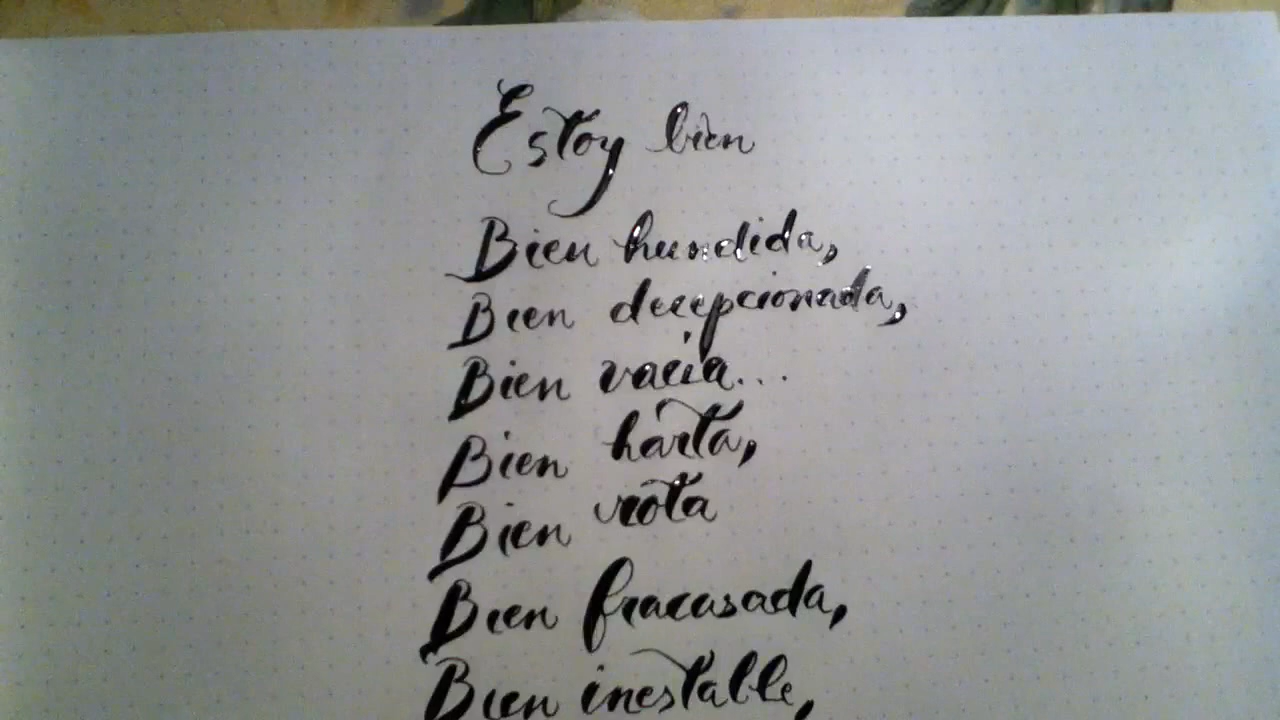 Estoy bien
Bien hundida,
Bien decepcionada,
Bien vacía...
Bien harta,
Bien rota
Bien fracasada,
Bien inestable,